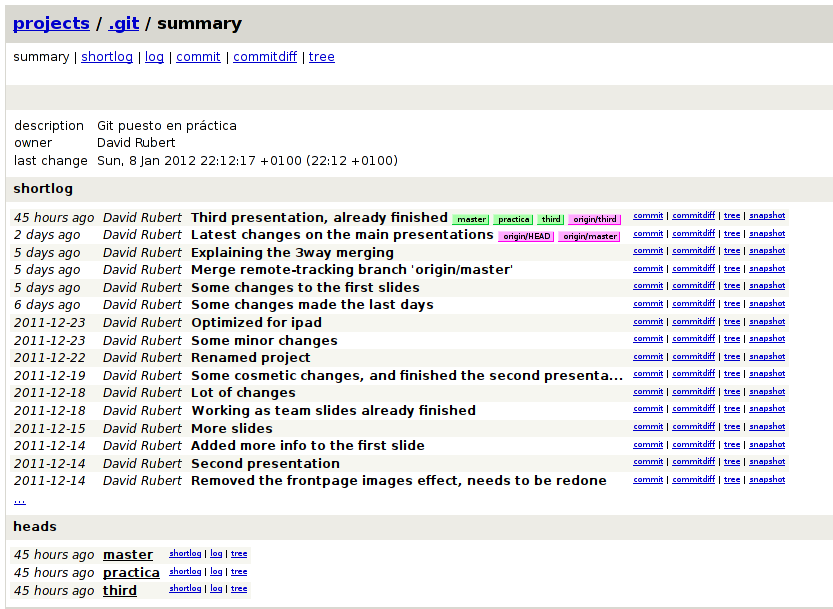 projects / .git / summary
summary | shortlog | log | commit | commitdiff | tree
description Git puesto en práctica
owner David Rubert
last change Sun, 8 Jan 2012 22:12:17 +0100 (22:12 +0100)
shortlog
45 hours ago David Rubert Third presentation, already finished master practica third origin/third commit | commitdiff | tree | snapshot
2 days ago David Rubert Latest changes on the main presentations origin/HEAD origin/master commit | commitdiff | tree | snapshot
5 days ago David Rubert Explaining the 3way merging commit | commitdiff | tree | snapshot
5 days ago David Rubert Merge remote-tracking branch 'origin/master' commit | commitdiff | tree | snapshot
5 days ago David Rubert Some changes to the first slides commit | commitdiff | tree | snapshot
6 days ago David Rubert Some changes made the last days commit | commitdiff | tree | snapshot
2011-12-23 David Rubert Optimized for ipad commit | commitdiff | tree | snapshot
2011-12-23 David Rubert Some minor changes commit | commitdiff | tree | snapshot
2011-12-22 David Rubert Renamed project commit | commitdiff | tree | snapshot
2011-12-19 David Rubert Some cosmetic changes, and finished the second presenta... commit | commitdiff | tree | snapshot
2011-12-18 David Rubert Lot of changes commit | commitdiff | tree | snapshot
2011-12-18 David Rubert Working as team slides already finished commit | commitdiff | tree | snapshot
2011-12-15 David Rubert More slides commit | commitdiff | tree | snapshot
2011-12-14 David Rubert Added more info to the first slide commit | commitdiff | tree | snapshot
2011-12-14 David Rubert Second presentation commit | commitdiff | tree | snapshot
2011-12-14 David Rubert Removed the frontpage images effect, needs to be redone commit | commitdiff | tree | snapshot
...
heads
45 hours ago master shortlog | log | tree
45 hours ago practica shortlog | log | tree
45 hours ago third shortlog | log | tree